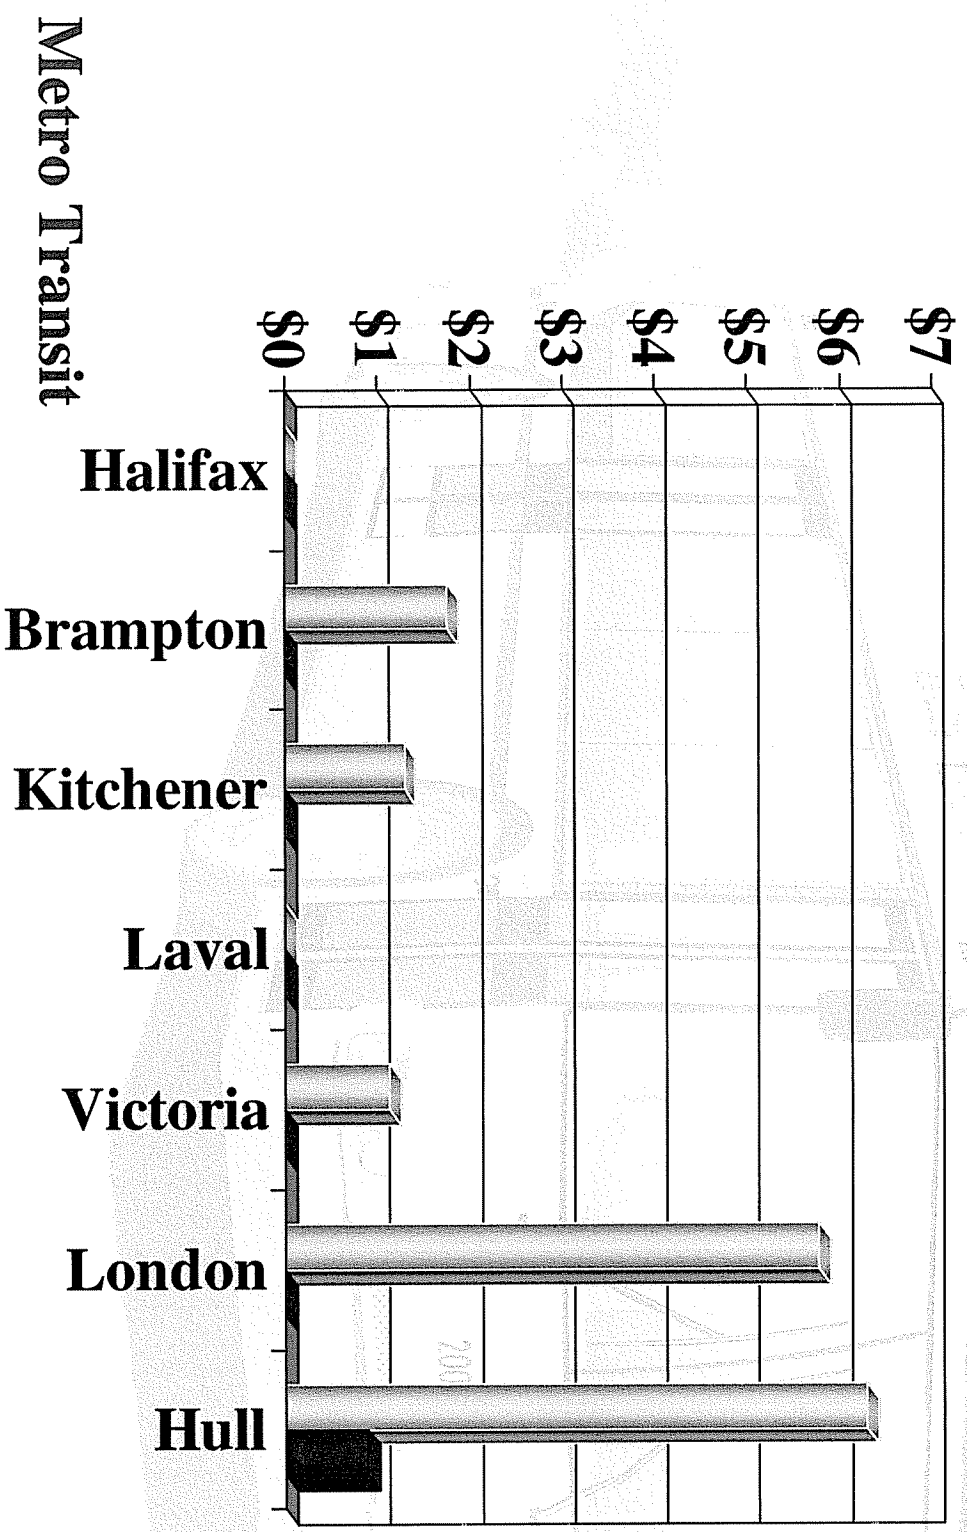 Metro Transit
$7
$6
$5
$4
$3
$2
$1
$0
Halifax
Brampton
Kitchener
Laval
Victoria
London
Hull